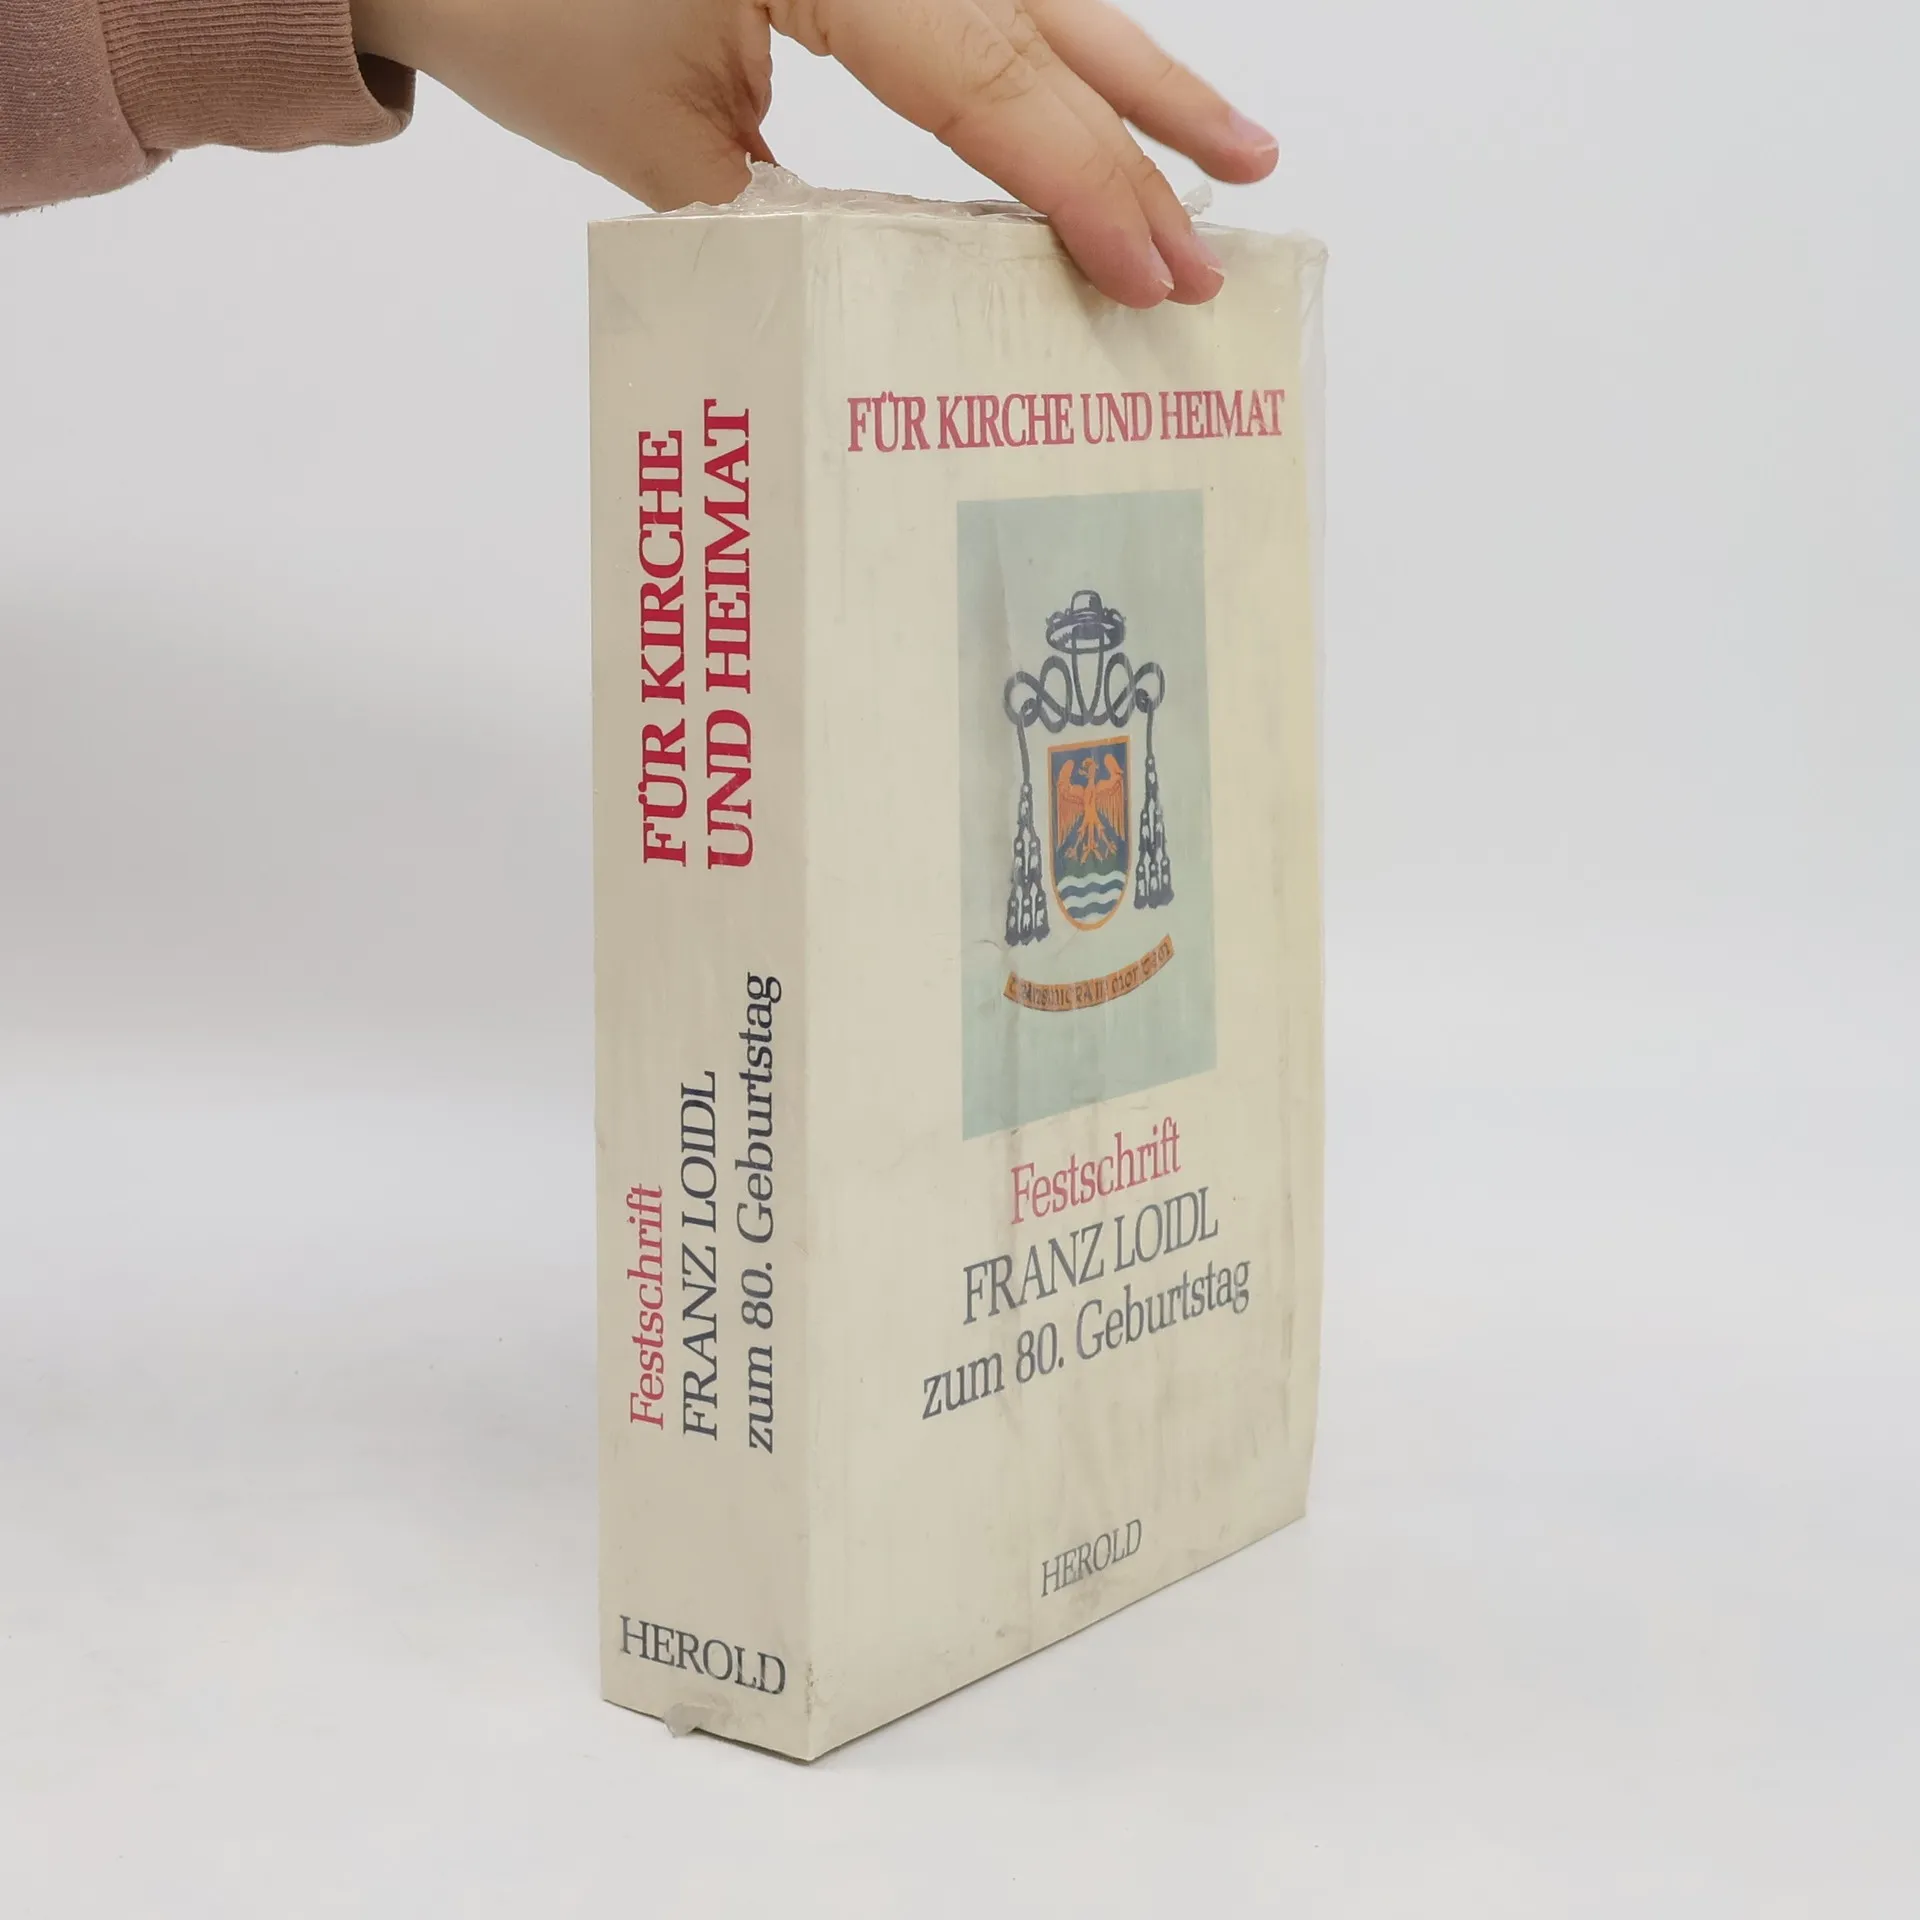 FÜR KIRCHE
UND HEIMAT
Festschrift
FRANZ LOIDL
zum 80. Geburtstag
HEROLD
FÜR KIRCHE UND HEIMAT
Festschrift
FRANZ LOIDL
zum 80. Geburtstag
HEROLD